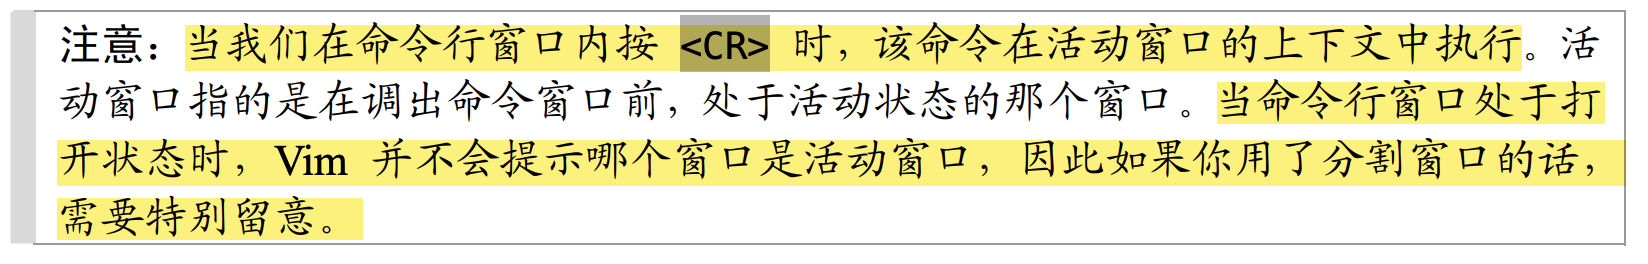 注意：当我们在命令行窗口内按 <CR> 时，该命令在活动窗口的上下文中执行。活
动窗口指的是在调出命令窗口前，处于活动状态的那个窗口。当命令行窗口处于打
开状态时，Vim 并不会提示哪个窗口是活动窗口，因此如果你用了分割窗口的话，
需要特别留意。